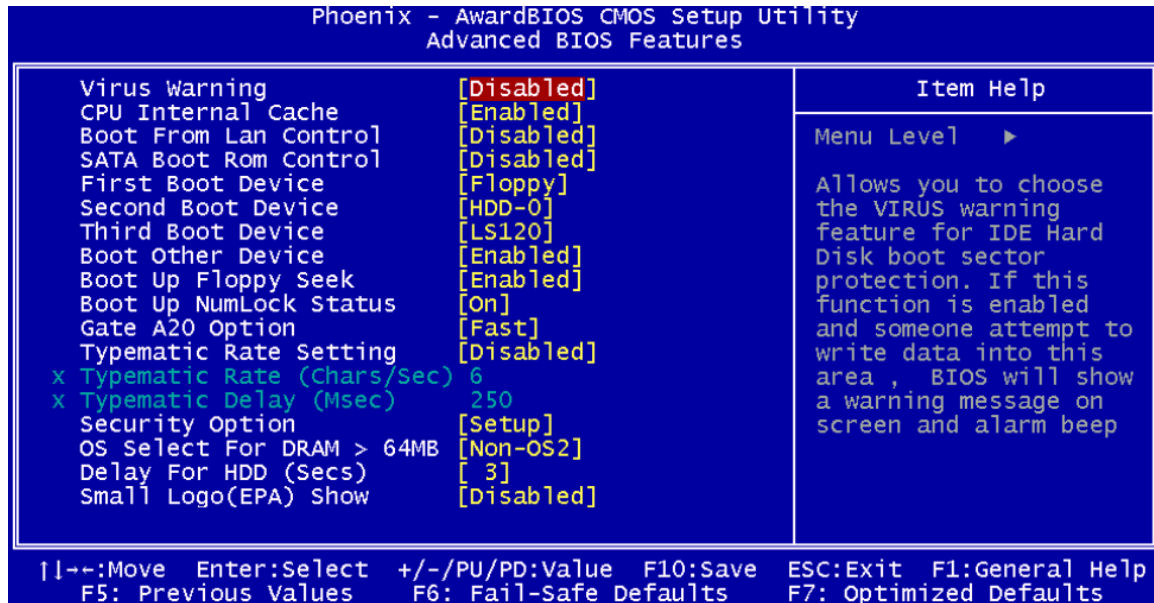 Phoenix - AwardBIOS CMOS Setup Utility
Advanced BIOS Features
Virus Warning [Disabled]
CPU Internal Cache [Enabled]
Boot From Lan Control [Disabled]
SATA Boot Rom Control [Disabled]
First Boot Device [Floppy]
Second Boot Device [HDD-0]
Third Boot Device [LS120]
Boot Other Device [Enabled]
Boot Up Floppy Seek [Enabled]
Boot Up NumLock Status [On]
Gate A20 Option [Fast]
Typematic Rate Setting [Disabled]
x Typematic Rate (Chars/Sec) 6
x Typematic Delay (Msec) 250
Security Option [Setup]
OS Select For DRAM > 64MB [Non-OS2]
Delay For HDD (Secs) [ 3]
Small Logo(EPA) Show [Disabled]
Item Help
Menu Level ▶
Allows you to choose
the VIRUS warning
feature for IDE Hard
Disk boot sector
protection. If this
function is enabled
and someone attempt to
write data into this
area , BIOS will show
a warning message on
screen and alarm beep
↑↓→←:Move Enter:Select +/-/PU/PD:Value F10:Save ESC:Exit F1:General Help
F5: Previous Values F6: Fail-Safe Defaults F7: Optimized Defaults